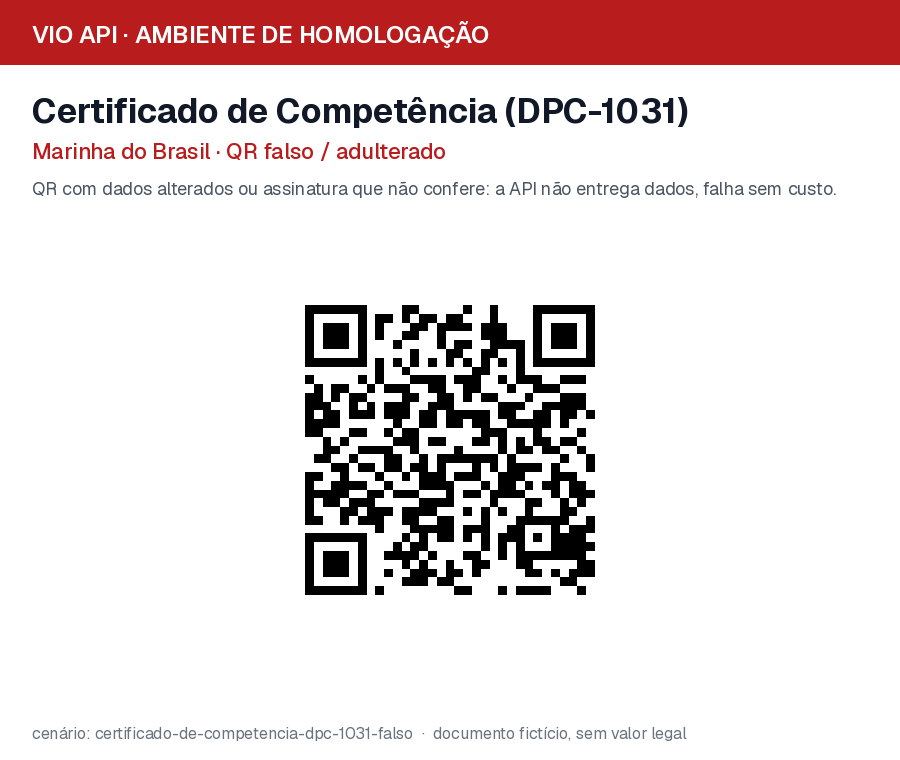 VIO API · AMBIENTE DE HOMOLOGAÇÃO
Certificado de Competência (DPC-1031)
Marinha do Brasil · QR falso / adulterado
QR com dados alterados ou assinatura que não confere: a API não entrega dados, falha sem custo.
cenário: certificado-de-competencia-dpc-1031-falso · documento fictício, sem valor legal